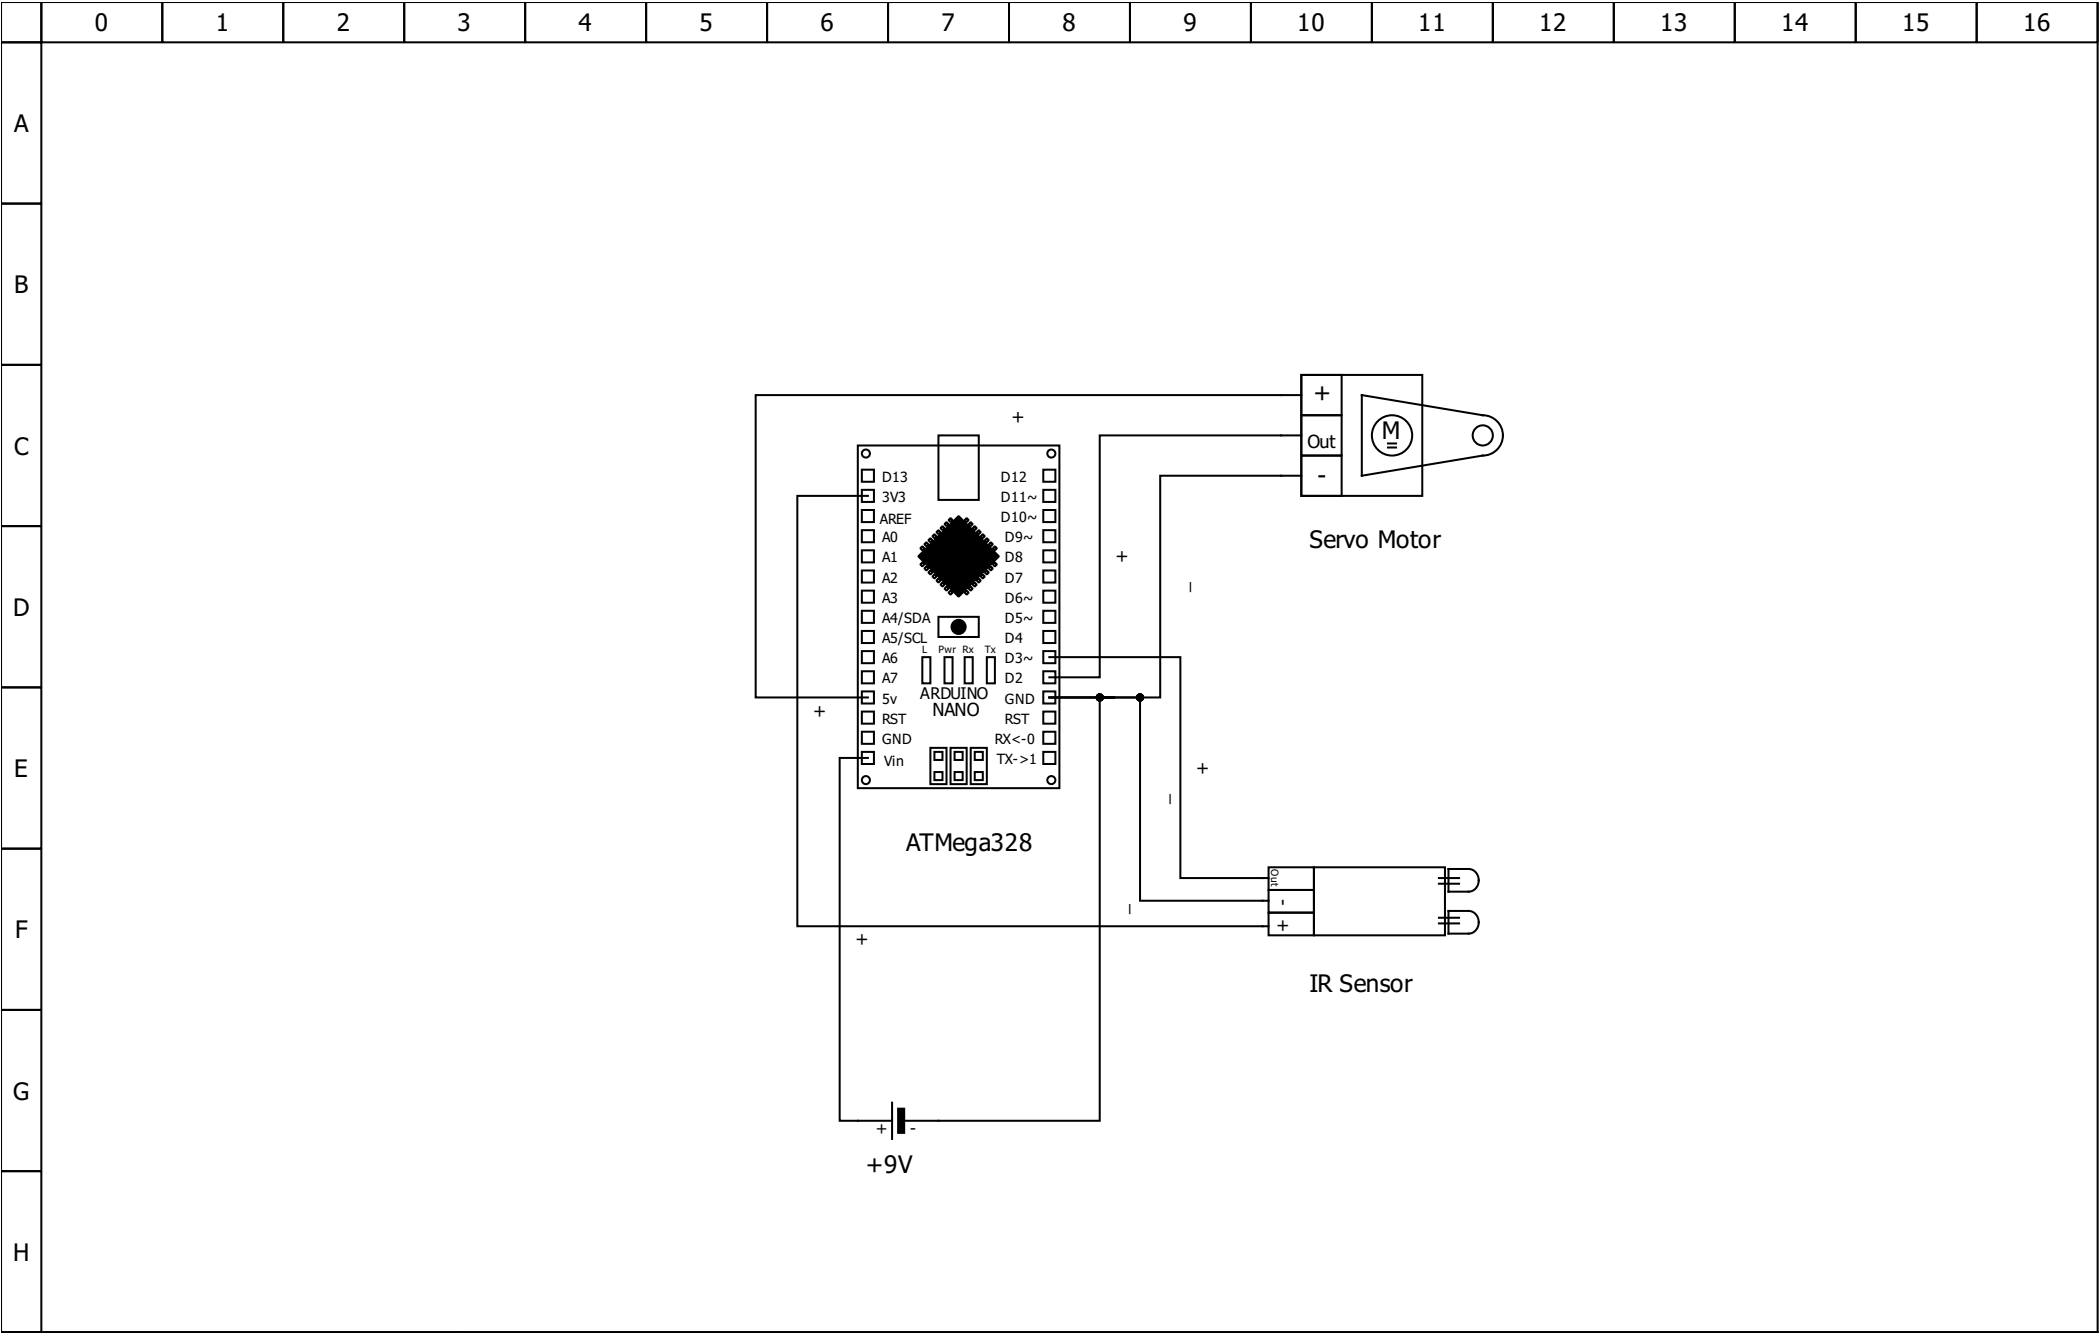 0 1 2 3 4 5 6 7 8 9 10 11 12 13 14 15 16
A
B
C
D
E
F
G
H
+
Out
-
M
=
Servo Motor
+
D13 D12
3V3 D11~
AREF D10~
A0 D9~
A1 D8
A2 D7
A3 D6~
A4/SDA D5~
A5/SCL D4
L Pwr Rx Tx
A6 D3~
A7 D2
5v ARDUINO GND
NANO
RST RST
GND RX<-0
Vin TX->1
+
–
+
+
–
ATMega328
Out
-
+
–
+
IR Sensor
+ -
+9V